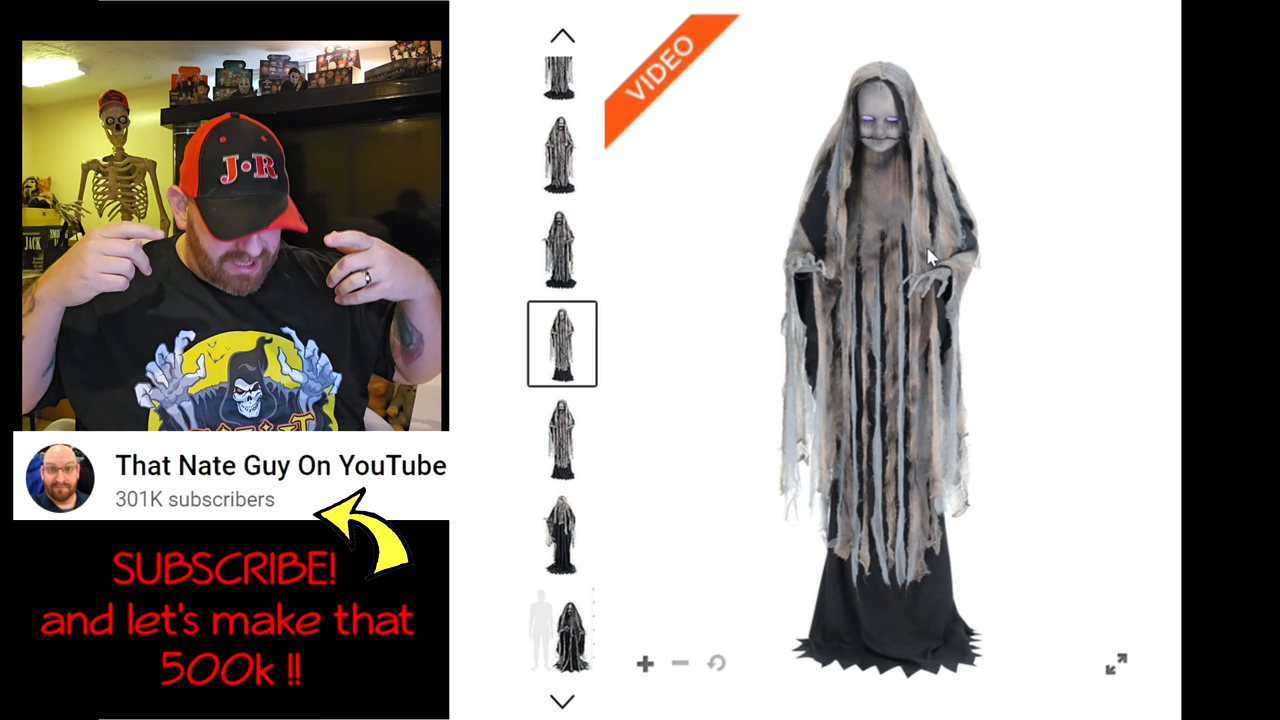 J•R
JACK
That Nate Guy On YouTube
301K subscribers
SUBSCRIBE!
and let's make that
500k !!
VIDEO